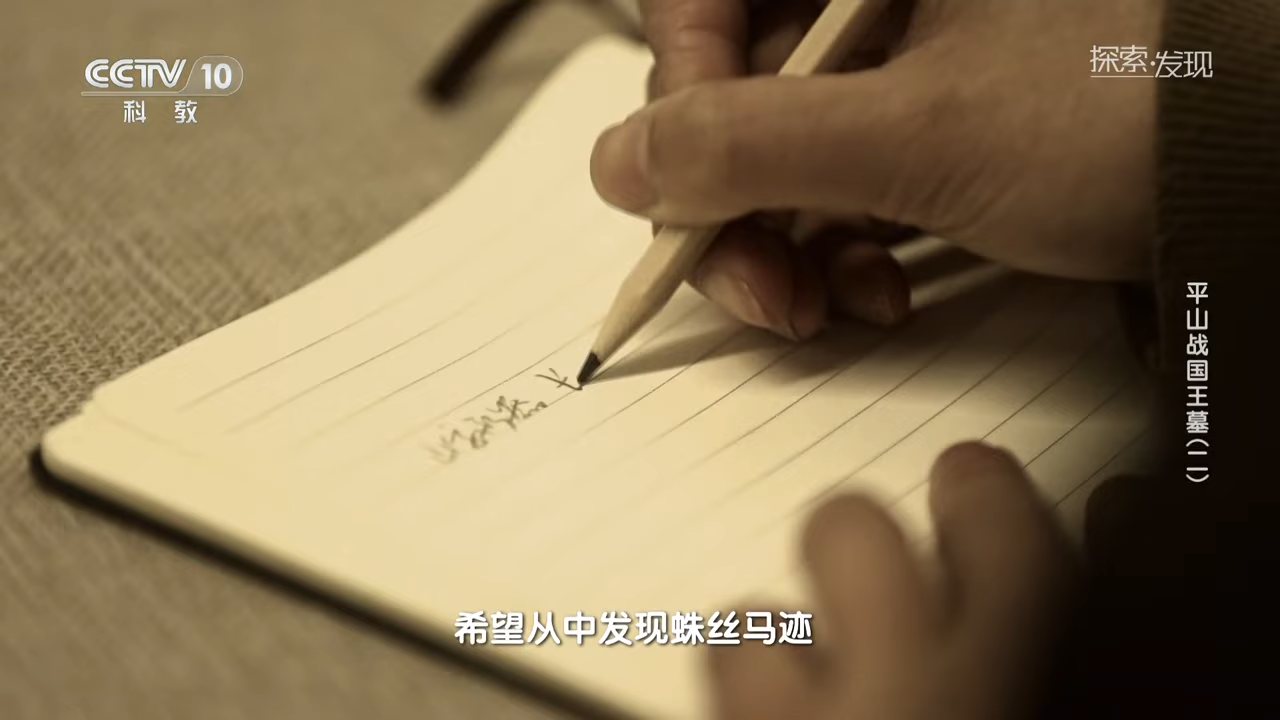 CCTV 10
科教
探索·发现
平山战国王墓(二)
希望从中发现蛛丝马迹